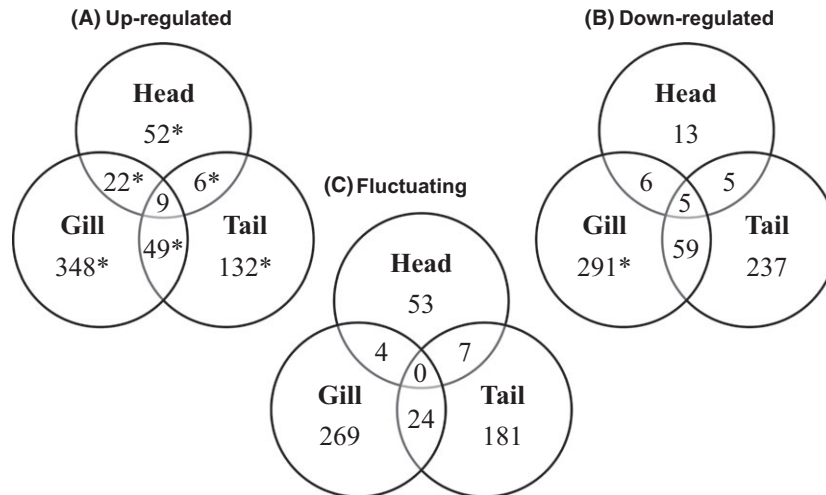 (A) Up-regulated
Head
52*
22*
6*
9
Gill
Tail
49*
348*
132*
(B) Down-regulated
Head
13
6
5
5
Gill
Tail
59
291*
237
(C) Fluctuating
Head
53
4
7
0
Gill
Tail
24
269
181